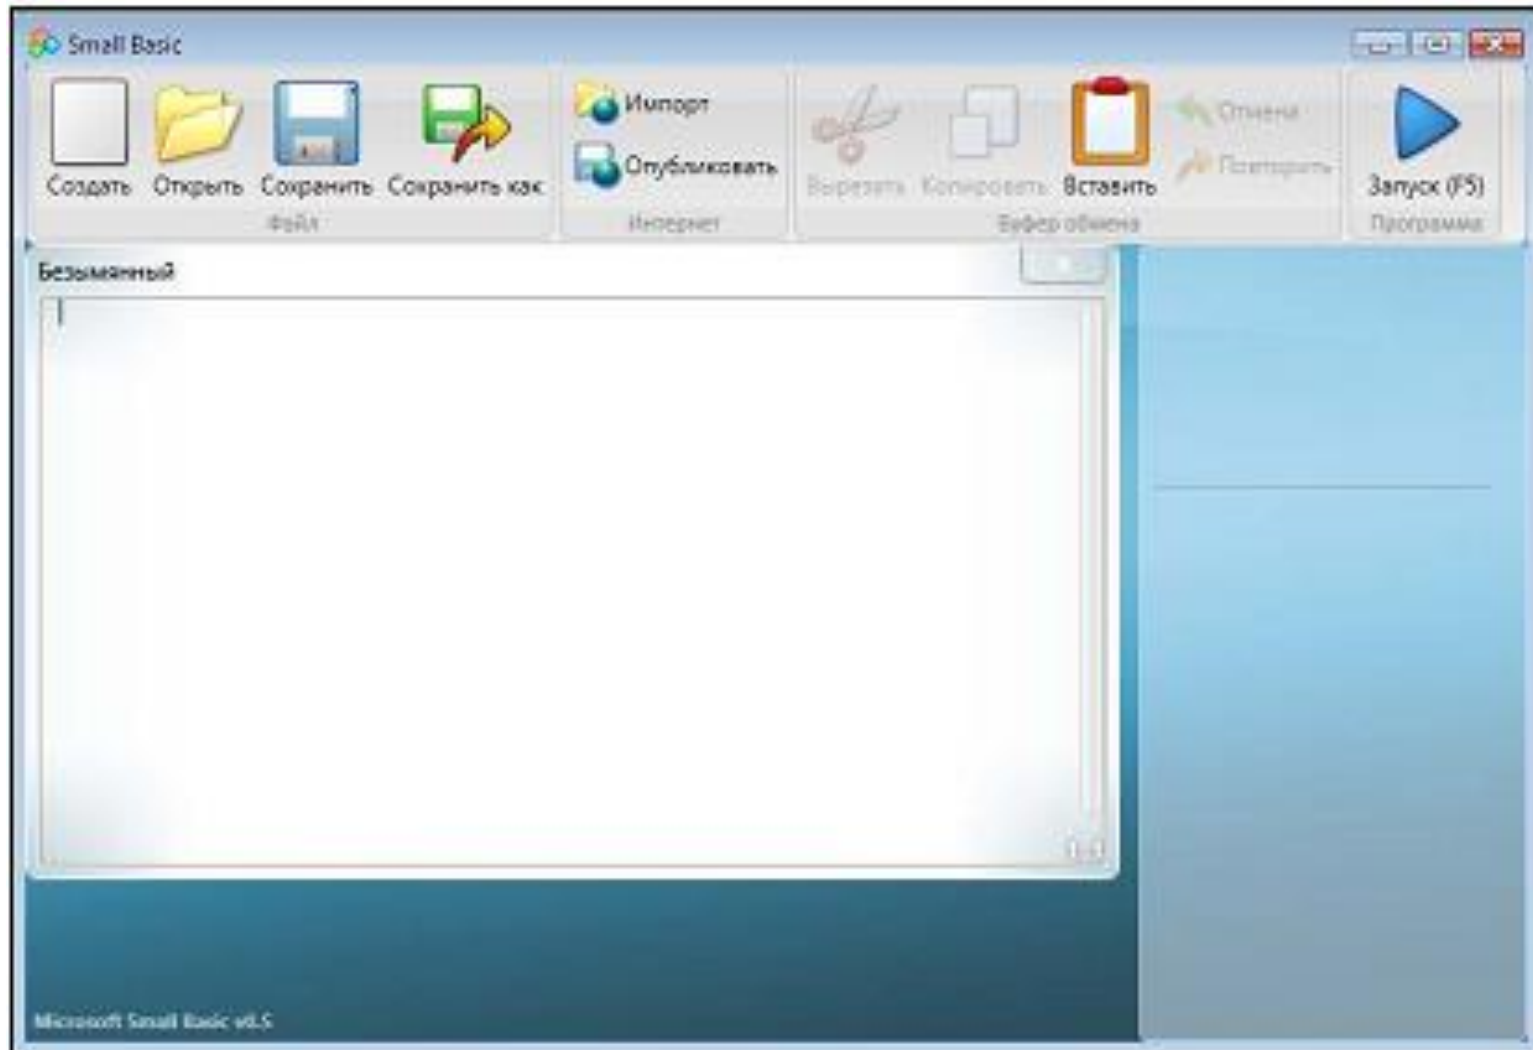 Small Basic
Создать Открыть Сохранить Сохранить как
Файл
Импорт
Опубликовать
Интернет
Вырезать Копировать Вставить
Отмена
Повторить
Буфер обмена
Запуск (F5)
Программа
Безымянный
Microsoft Small Basic v0.5